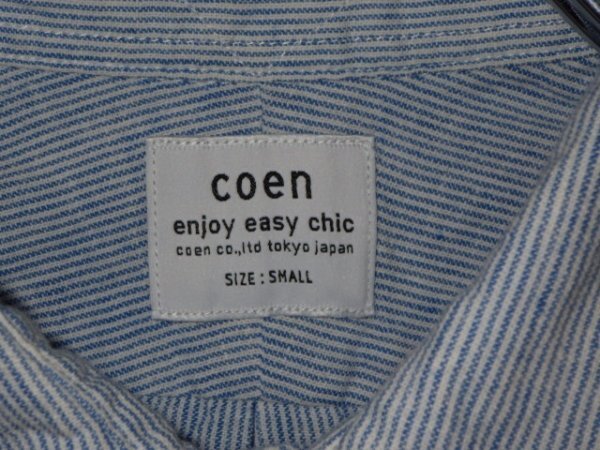 coen
enjoy easy chic
coen co.,ltd tokyo japan
SIZE : SMALL